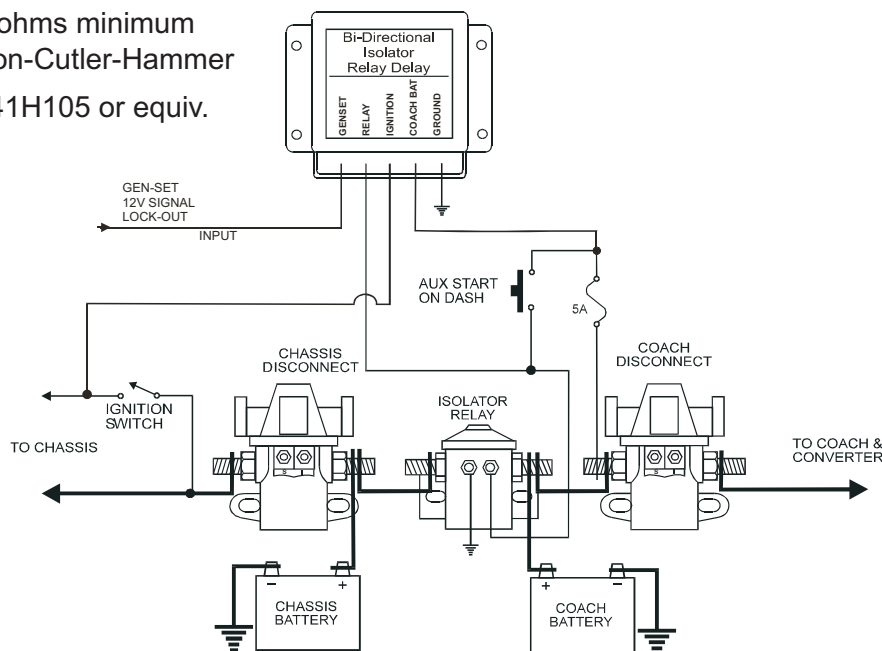 ohms minimum
on-Cutler-Hammer
41H105 or equiv.
Bi-Directional
Isolator
Relay Delay
GENSET
RELAY
IGNITION
COACH BAT
GROUND
GEN-SET
12V SIGNAL
LOCK-OUT
INPUT
AUX START
ON DASH
5A
CHASSIS
DISCONNECT
COACH
DISCONNECT
IGNITION
SWITCH
ISOLATOR
RELAY
TO CHASSIS
TO COACH &
CONVERTER
S I
S I
- +
CHASSIS
BATTERY
+ -
COACH
BATTERY